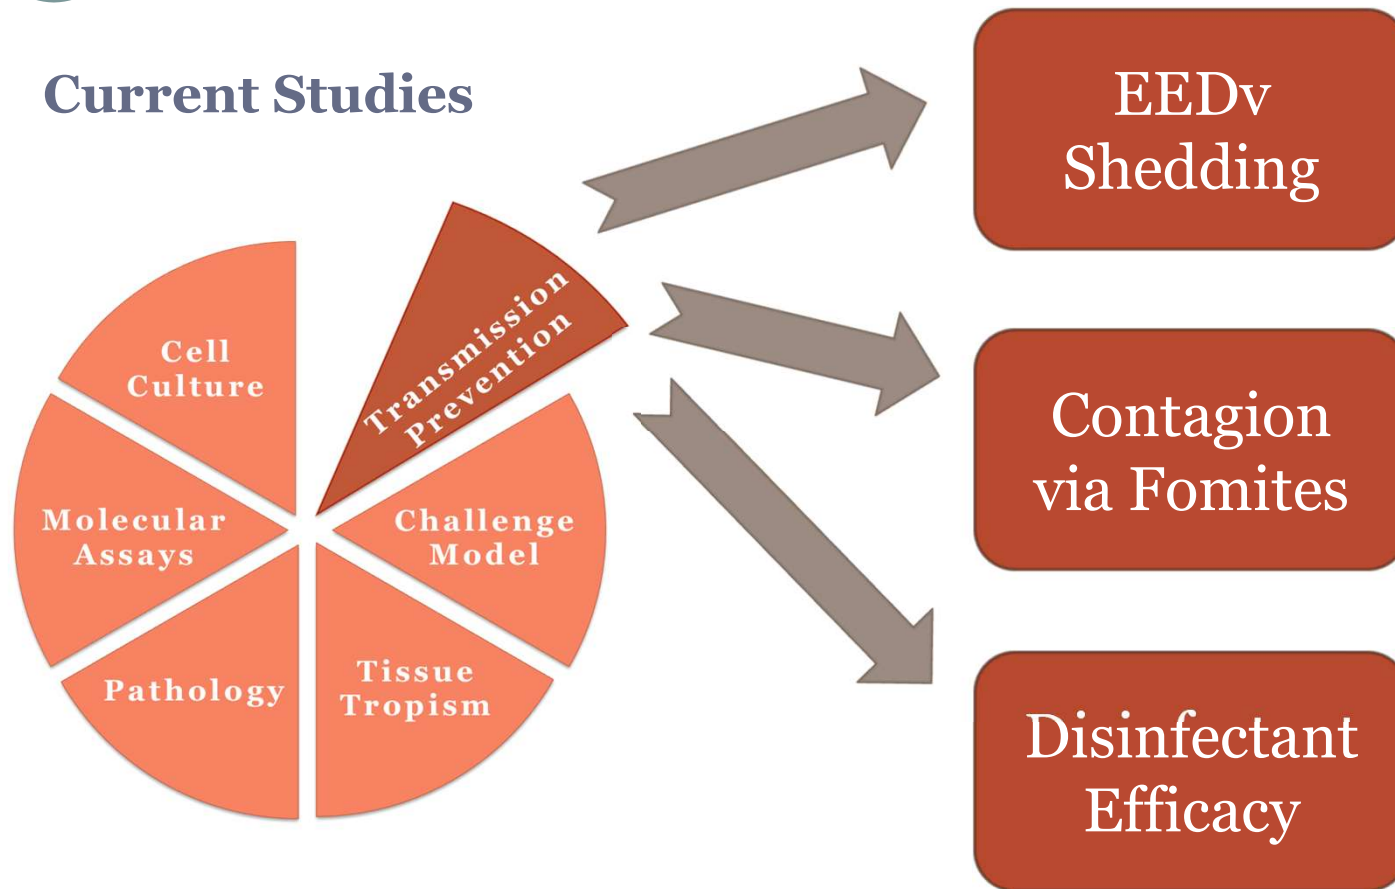 Current Studies
EEDv
Shedding
Transmission
Prevention
Cell
Culture
Contagion
via Fomites
Molecular
Assays
Challenge
Model
Pathology
Tissue
Tropism
Disinfectant
Efficacy